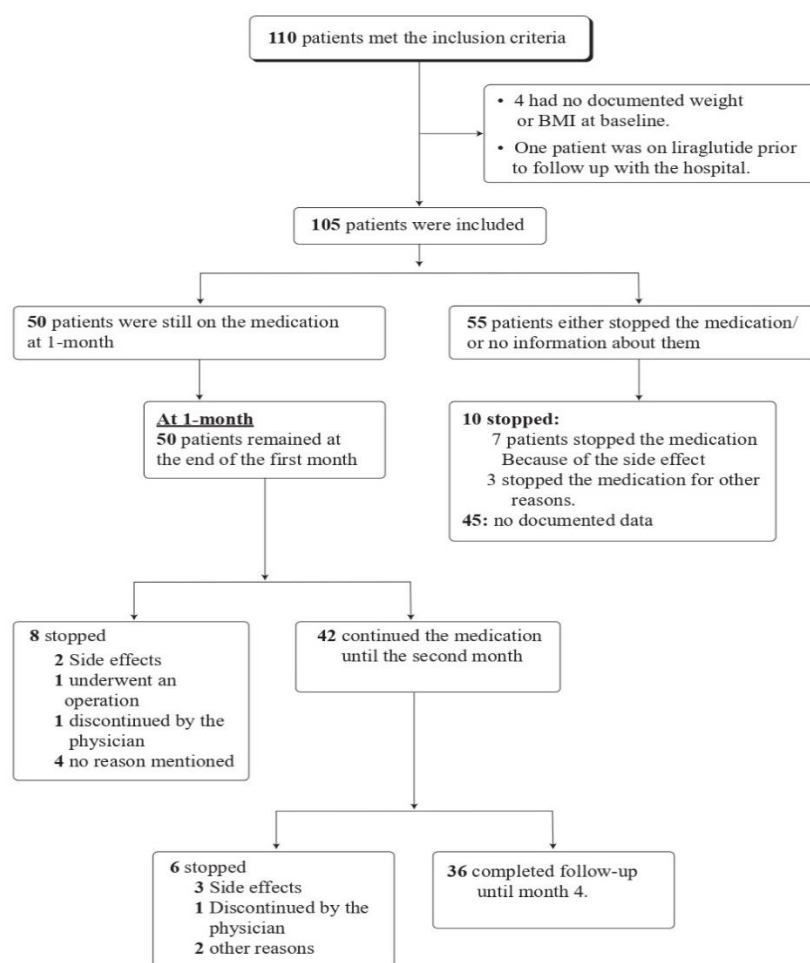 110 patients met the inclusion criteria
• 4 had no documented weight
or BMI at baseline.
• One patient was on liraglutide prior
to follow up with the hospital.
105 patients were included
50 patients were still on the medication
at 1-month
55 patients either stopped the medication/
or no information about them
At 1-month
50 patients remained at
the end of the first month
10 stopped:
7 patients stopped the medication
Because of the side effect
3 stopped the medication for other
reasons.
45: no documented data
8 stopped
2 Side effects
1 underwent an
operation
1 discontinued by the
physician
4 no reason mentioned
42 continued the medication
until the second month
6 stopped
3 Side effects
1 Discontinued by the
physician
2 other reasons
36 completed follow-up
until month 4.